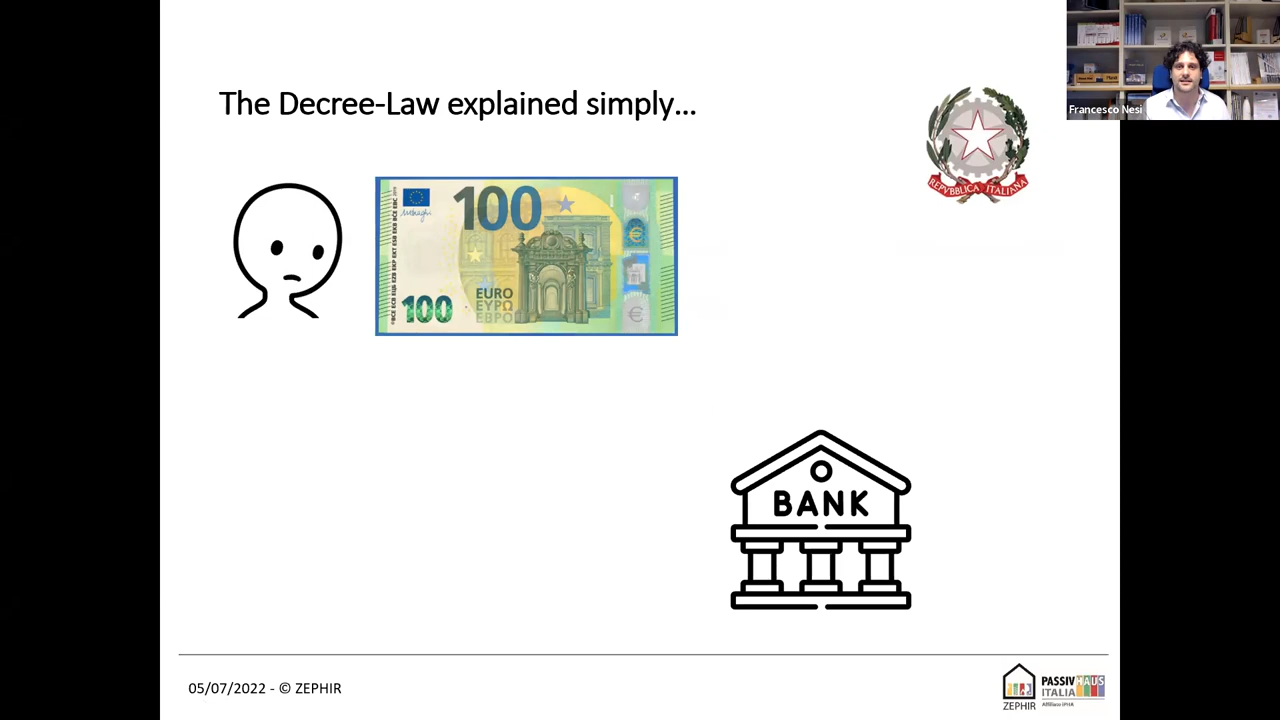 The Decree-Law explained simply...
Francesco Nesi
REPVBBLICA ITALIANA
100
EURO
ΕΥΡΩ
ЕВРО
100
BANK
05/07/2022 - © ZEPHIR
ZEPHIR
PASSIVHAUS
ITALIA
Affiliato iPHA